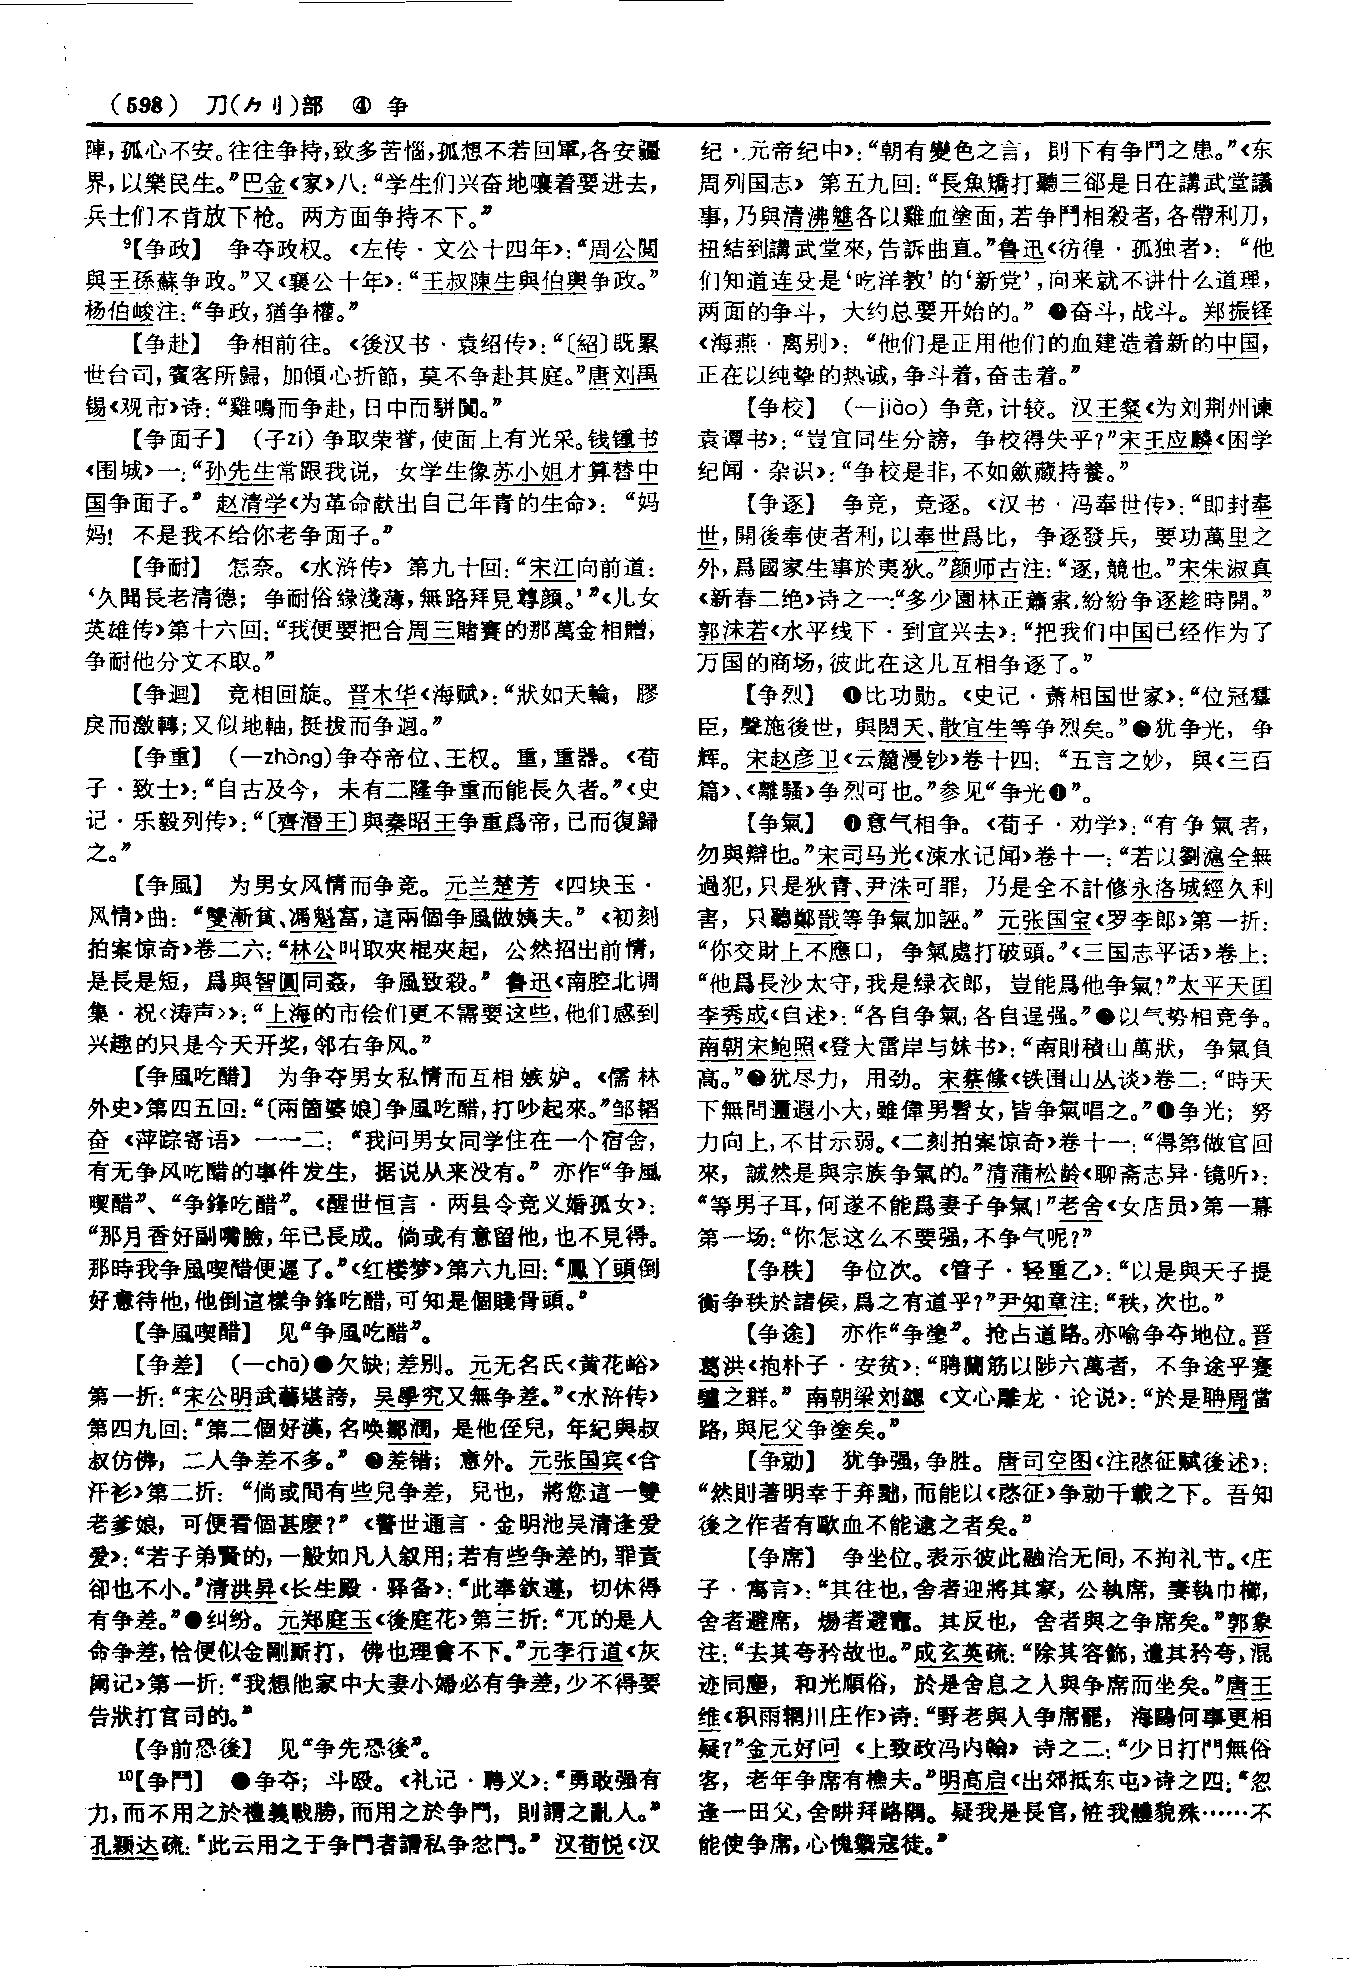 (598) 刀(⺈刂)部 ④ 争
陣，孤心不安。往往争持，致多苦惱，孤想不若回軍，各安疆
界，以樂民生。”巴金《家》八：“学生们兴奋地嚷着要进去，
兵士们不肯放下枪。两方面争持不下。”
⁹【争政】 争夺政权。《左传·文公十四年》：“周公閲
與王孫蘇争政。”又《襄公十年》：“王叔陳生與伯輿争政。”
杨伯峻注：“争政，猶争權。”
【争赴】 争相前往。《後汉书·袁绍传》：“〔紹〕既累
世台司，賓客所歸，加傾心折節，莫不争赴其庭。”唐刘禹
锡《观市》诗：“雞鳴而争赴，日中而駢闐。”
【争面子】 (子zi) 争取荣誉，使面上有光采。钱锺书
《围城》一：“孙先生常跟我说，女学生像苏小姐才算替中
国争面子。” 赵清学《为革命献出自己年青的生命》：“妈
妈！不是我不给你老争面子。”
【争耐】 怎奈。《水浒传》第九十回：“宋江向前道：
‘久聞長老清德；争耐俗緣淺薄，無路拜見尊顔。’”《儿女
英雄传》第十六回：“我便要把合周三賭賽的那萬金相贈，
争耐他分文不取。”
【争迴】 竞相回旋。晋木华《海赋》：“狀如天輪，膠
戾而激轉；又似地軸，挺拔而争迴。”
【争重】 (—zhòng) 争夺帝位、王权。重，重器。《荀
子·致士》：“自古及今，未有二隆争重而能長久者。”《史
记·乐毅列传》：“〔齊湣王〕與秦昭王争重爲帝，已而復歸
之。”
【争風】 为男女风情而争竞。元兰楚芳《四块玉·
风情》曲：“雙漸貧、馮魁富，這兩個争風做姨夫。”《初刻
拍案惊奇》卷二六：“林公叫取夾棍夾起，公然招出前情，
是長是短，爲與智圓同姦，争風致殺。” 鲁迅《南腔北调
集·祝〈涛声〉》：“上海的市侩们更不需要这些，他们感到
兴趣的只是今天开奖，邻右争风。”
【争風吃醋】 为争夺男女私情而互相嫉妒。《儒林
外史》第四五回：“〔兩箇婆娘〕争風吃醋，打吵起來。”邹韬
奋《萍踪寄语》一一二：“我问男女同学住在一个宿舍，
有无争风吃醋的事件发生，据说从来没有。” 亦作“争風
喫醋”、“争鋒吃醋”。《醒世恒言·两县令竞义婚孤女》：
“那月香好副嘴臉，年已長成。倘或有意留他，也不見得。
那時我争風喫醋便遲了。”《红楼梦》第六九回：“鳳丫頭倒
好意待他，他倒這樣争鋒吃醋，可知是個賤骨頭。”
【争風喫醋】 见“争風吃醋”。
【争差】 (—chā) ❶欠缺；差别。元无名氏《黄花峪》
第一折：“宋公明武藝堪誇，吴學究又無争差。”《水浒传》
第四九回：“第二個好漢，名唤鄒潤，是他侄兒，年紀與叔
叔仿佛，二人争差不多。” ❷差错；意外。元张国宾《合
汗衫》第二折：“倘或間有些兒争差，兒也，將您這一雙
老爹娘，可便看個甚麽？”《警世通言·金明池吴清逢爱
爱》：“若子弟賢的，一般如凡人叙用；若有些争差的，罪責
卻也不小。”清洪昇《长生殿·驿备》：“此奉欽遵，切休得
有争差。”❸纠纷。元郑庭玉《後庭花》第三折：“兀的是人
命争差，恰便似金剛厮打，佛也理會不下。”元李行道《灰
阑记》第一折：“我想他家中大妻小婦必有争差，少不得要
告狀打官司的。”
【争前恐後】 见“争先恐後”。
¹⁰【争鬥】 ❶争夺；斗殴。《礼记·聘义》：“勇敢强有
力，而不用之於禮義戰勝，而用之於争鬥，則謂之亂人。”
孔颖达疏：“此云用之于争鬥者謂私争忿鬥。” 汉荀悦《汉
纪·元帝纪中》：“朝有變色之言，則下有争鬥之患。”《东
周列国志》第五九回：“長魚矯打聽三郤是日在講武堂議
事，乃與清沸魋各以雞血塗面，若争鬥相殺者，各帶利刀，
扭結到講武堂來，告訴曲直。”鲁迅《彷徨·孤独者》：“他
们知道连殳是‘吃洋教’的‘新党’，向来就不讲什么道理，
两面的争斗，大约总要开始的。” ❷奋斗，战斗。郑振铎
《海燕·离别》：“他们是正用他们的血建造着新的中国，
正在以纯挚的热诚，争斗着，奋击着。”
【争校】 (—jiào) 争竞，计较。汉王粲《为刘荆州谏
袁谭书》：“豈宜同生分謗，争校得失乎？”宋王应麟《困学
纪闻·杂识》：“争校是非，不如斂藏持養。”
【争逐】 争竞，竞逐。《汉书·冯奉世传》：“即封奉
世，開後奉使者利，以奉世爲比，争逐發兵，要功萬里之
外，爲國家生事於夷狄。”颜师古注：“逐，競也。”宋朱淑真
《新春二绝》诗之一：“多少園林正蕭索，紛紛争逐趁時開。”
郭沫若《水平线下·到宜兴去》：“把我们中国已经作为了
万国的商场，彼此在这儿互相争逐了。”
【争烈】 ❶比功勋。《史记·萧相国世家》：“位冠羣
臣，聲施後世，與閎夭、散宜生等争烈矣。”❷犹争光，争
辉。宋赵彦卫《云麓漫钞》卷十四：“五言之妙，與《三百
篇》、《離騷》争烈可也。”参见“争光❶”。
【争氣】 ❶意气相争。《荀子·劝学》：“有争氣者，
勿與辯也。”宋司马光《涑水记闻》卷十一：“若以劉滬全無
過犯，只是狄青、尹洙可罪，乃是全不計修永洛城經久利
害，只聽鄭戩等争氣加誣。” 元张国宝《罗李郎》第一折：
“你交財上不應口，争氣處打破頭。”《三国志平话》卷上：
“他爲長沙太守，我是緑衣郎，豈能爲他争氣？”太平天囯
李秀成《自述》：“各自争氣，各自逞强。”❷以气势相竞争。
南朝宋鲍照《登大雷岸与妹书》：“南則積山萬狀，争氣負
高。”❸犹尽力，用劲。宋蔡絛《铁围山丛谈》卷二：“時天
下無問邇遐小大，雖偉男髫女，皆争氣唱之。”❹争光；努
力向上，不甘示弱。《二刻拍案惊奇》卷十一：“得第做官回
來，誠然是與宗族争氣的。”清蒲松龄《聊斋志异·镜听》：
“等男子耳，何遂不能爲妻子争氣！”老舍《女店员》第一幕
第一场：“你怎这么不要强，不争气呢？”
【争秩】 争位次。《管子·轻重乙》：“以是與天子提
衡争秩於諸侯，爲之有道乎？”尹知章注：“秩，次也。”
【争途】 亦作“争塗”。抢占道路。亦喻争夺地位。晋
葛洪《抱朴子·安贫》：“騁蘭筋以陟六萬者，不争途乎蹇
驢之群。” 南朝梁刘勰《文心雕龙·论说》：“於是聃周當
路，與尼父争塗矣。”
【争勍】 犹争强，争胜。唐司空图《注愍征赋後述》：
“然則著明幸于弃黜，而能以《愍征》争勍千載之下。吾知
後之作者有歐血不能逮之者矣。”
【争席】 争坐位。表示彼此融洽无间，不拘礼节。《庄
子·寓言》：“其往也，舍者迎將其家，公執席，妻執巾櫛，
舍者避席，煬者避竈。其反也，舍者與之争席矣。”郭象
注：“去其夸矜故也。”成玄英疏：“除其容飾，遣其矜夸，混
迹同塵，和光順俗，於是舍息之人與争席而坐矣。”唐王
维《积雨辋川庄作》诗：“野老與人争席罷，海鷗何事更相
疑？”金元好问《上致政冯内翰》诗之二：“少日打門無俗
客，老年争席有樵夫。”明高启《出郊抵东屯》诗之四：“忽
逢一田父，舍畊拜路隅。疑我是長官，怪我體貌殊……不
能使争席，心愧鷃寇徒。”